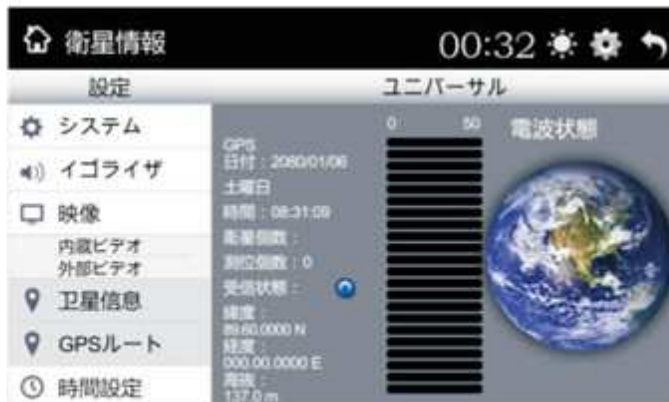 衛星情報 00:32
設定 ユニバーサル
システム
イゴライザ
映像
内蔵ビデオ
外部ビデオ
卫星信息
GPSルート
時間設定
0 50 電波状態
GPS
日付：2080/01/06
土曜日
時間：08:31:09
衛星個数：
測位個数：0
受信状態：
緯度：
89.60.0000 N
経度：
000.00.0000 E
海抜：
137.0 m